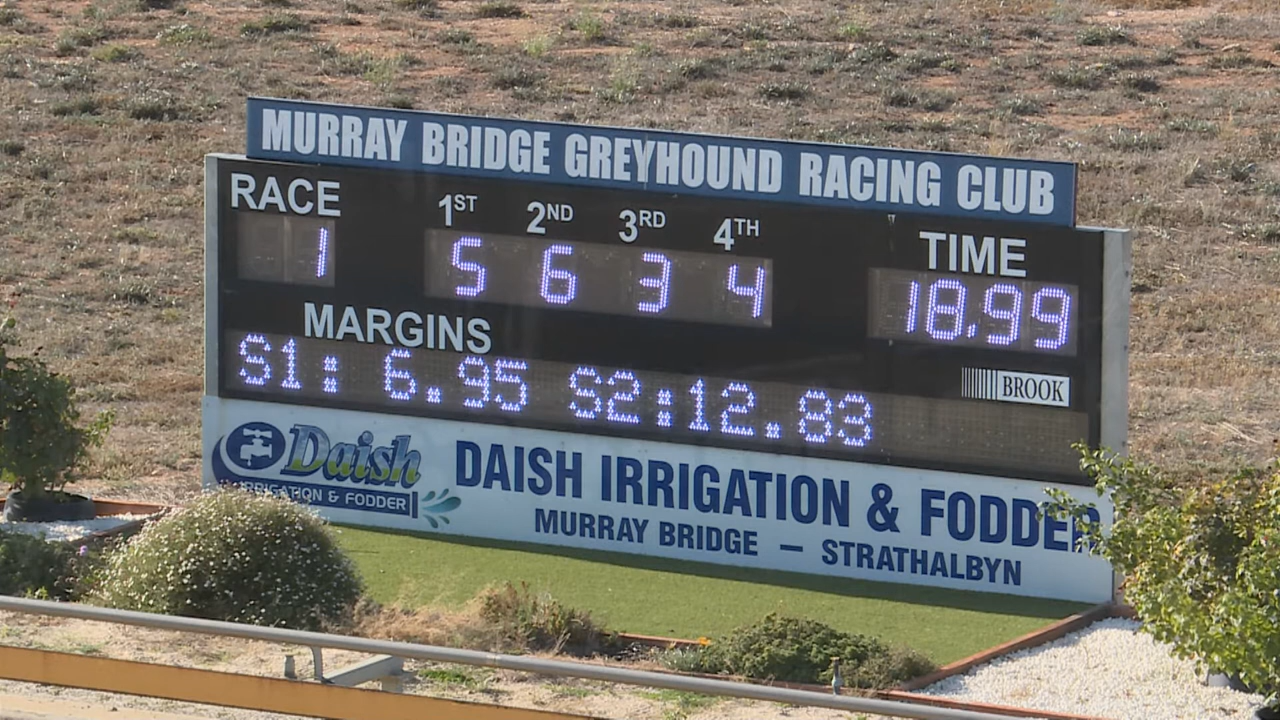 MURRAY BRIDGE GREYHOUND RACING CLUB
RACE 1ST 2ND 3RD 4TH TIME
1 5 6 3 4 18.99
MARGINS
S1: 6.95 S2:12.83
BROOK
Daish
IRRIGATION & FODDER
DAISH IRRIGATION & FODDER
MURRAY BRIDGE – STRATHALBYN